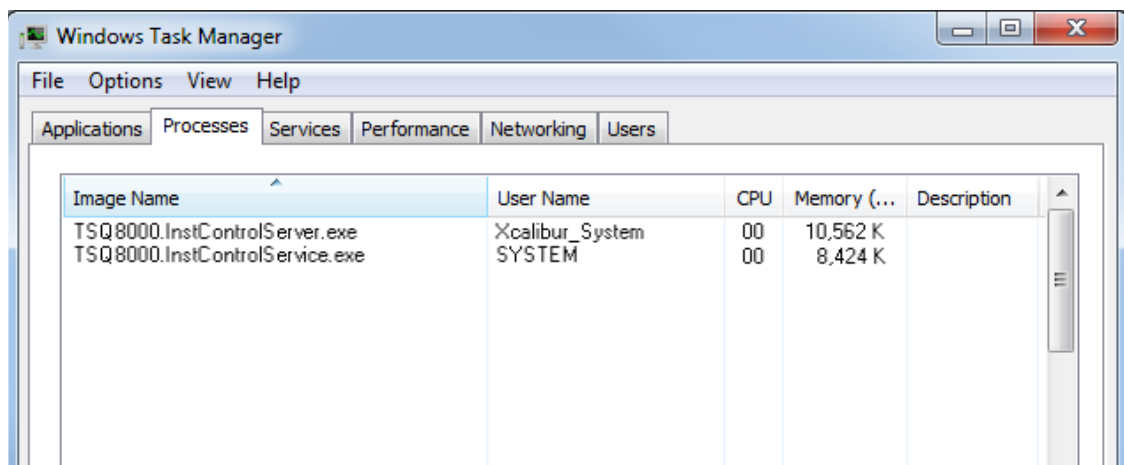 Windows Task Manager
File Options View Help
Applications Processes Services Performance Networking Users
Image Name User Name CPU Memory (... Description
TSQ8000.InstControlServer.exe Xcalibur_System 00 10,562 K
TSQ8000.InstControlService.exe SYSTEM 00 8,424 K